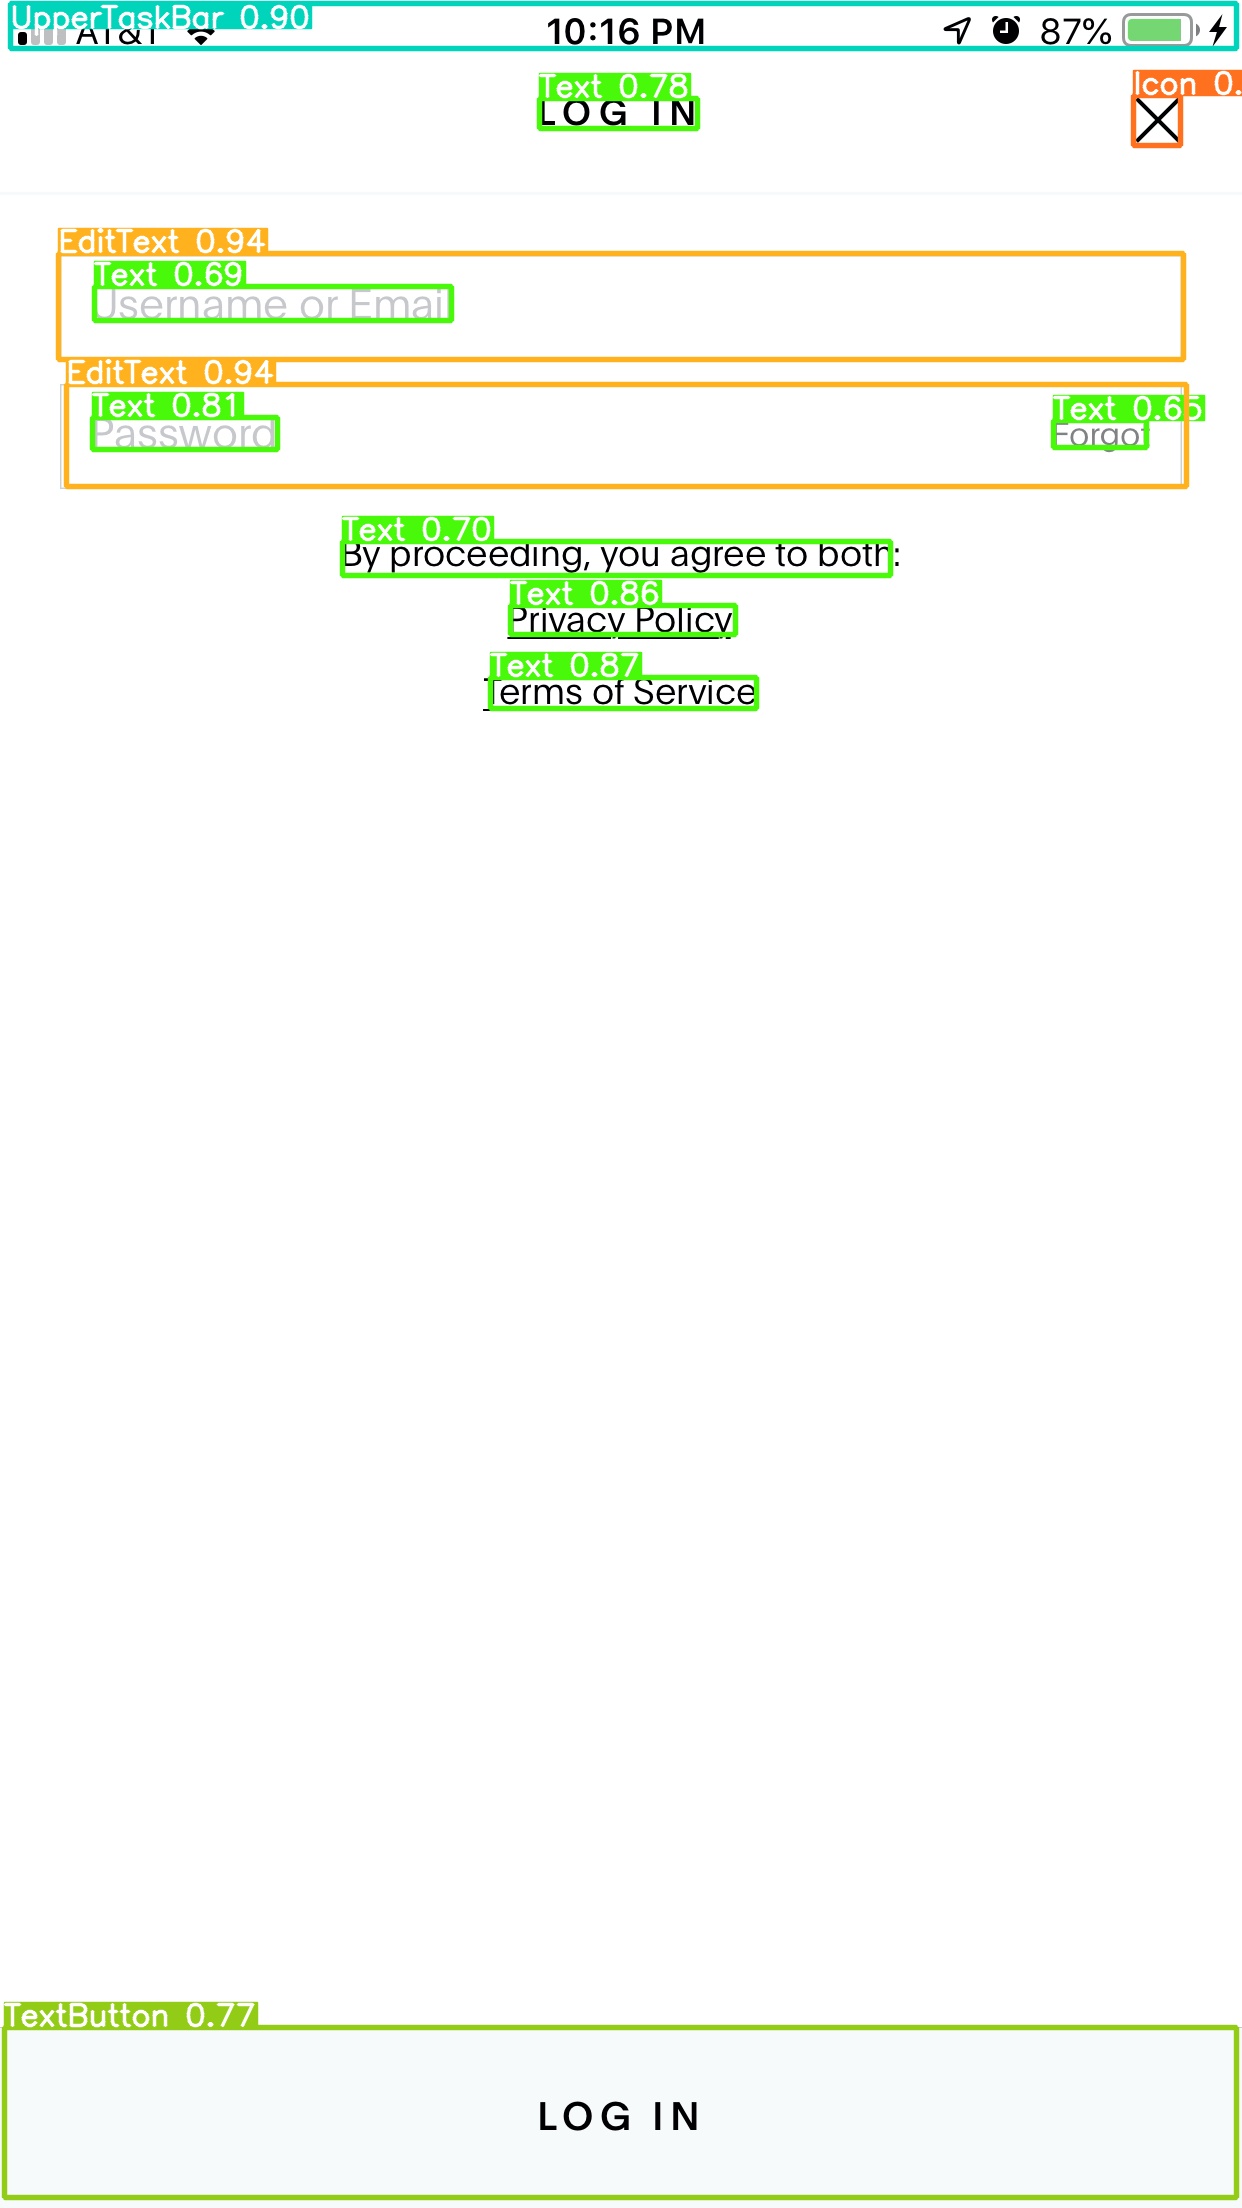 UpperTaskBar 0.90
AT&T 10:16 PM 87%
Text 0.78
Icon 0.
LOG IN
EditText 0.94
Text 0.69
Username or Email
EditText 0.94
Text 0.81
Text 0.65
Password
Forgot
Text 0.70
By proceeding, you agree to both:
Text 0.86
Privacy Policy
Text 0.87
Terms of Service
TextButton 0.77
LOG IN